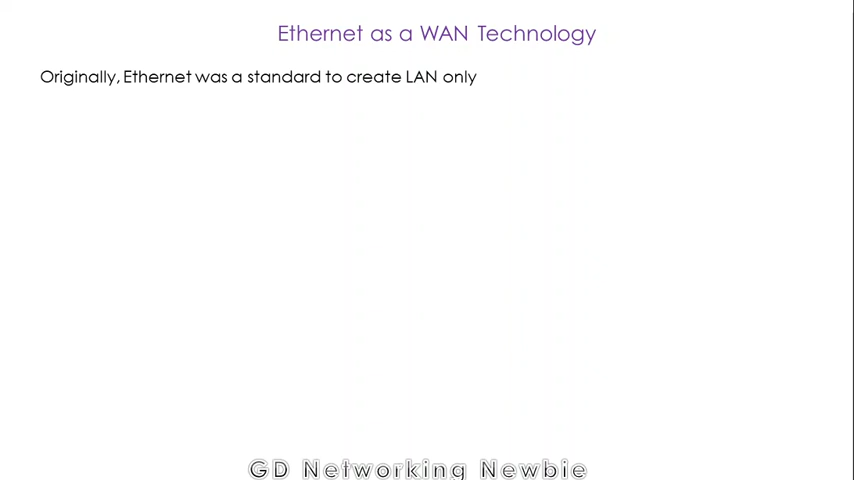 Ethernet as a WAN Technology
Originally, Ethernet was a standard to create LAN only
GD Networking Newbie